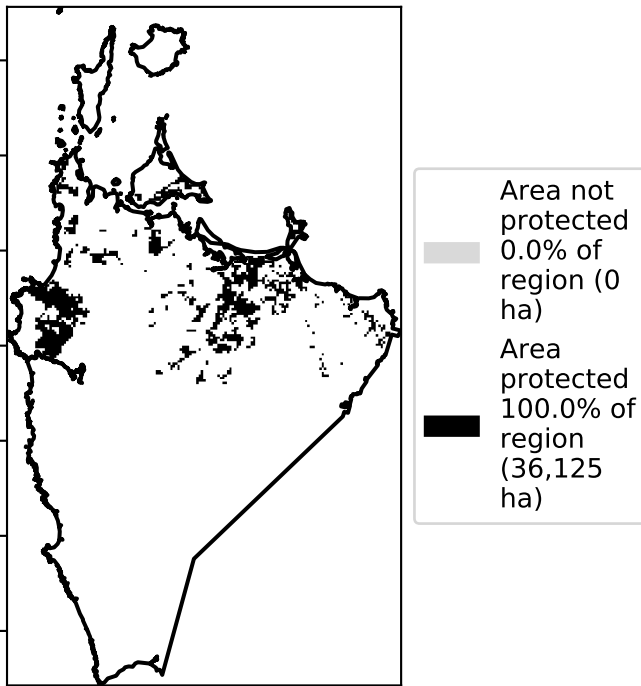 Area not
protected
0.0% of
region (0
ha)
Area
protected
100.0% of
region
(36,125
ha)